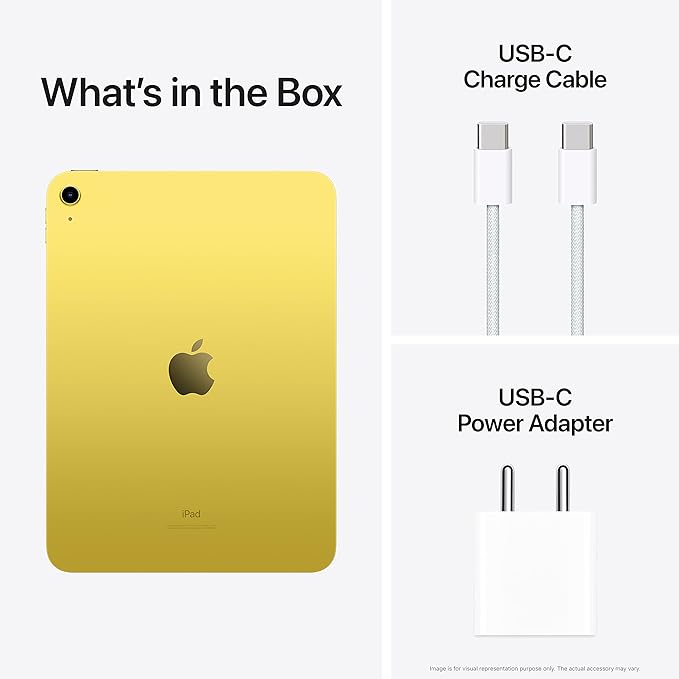 What’s in the Box
iPad
USB-C
Charge Cable
USB-C
Power Adapter
Image is for visual representation purpose only. The actual accessory may vary.